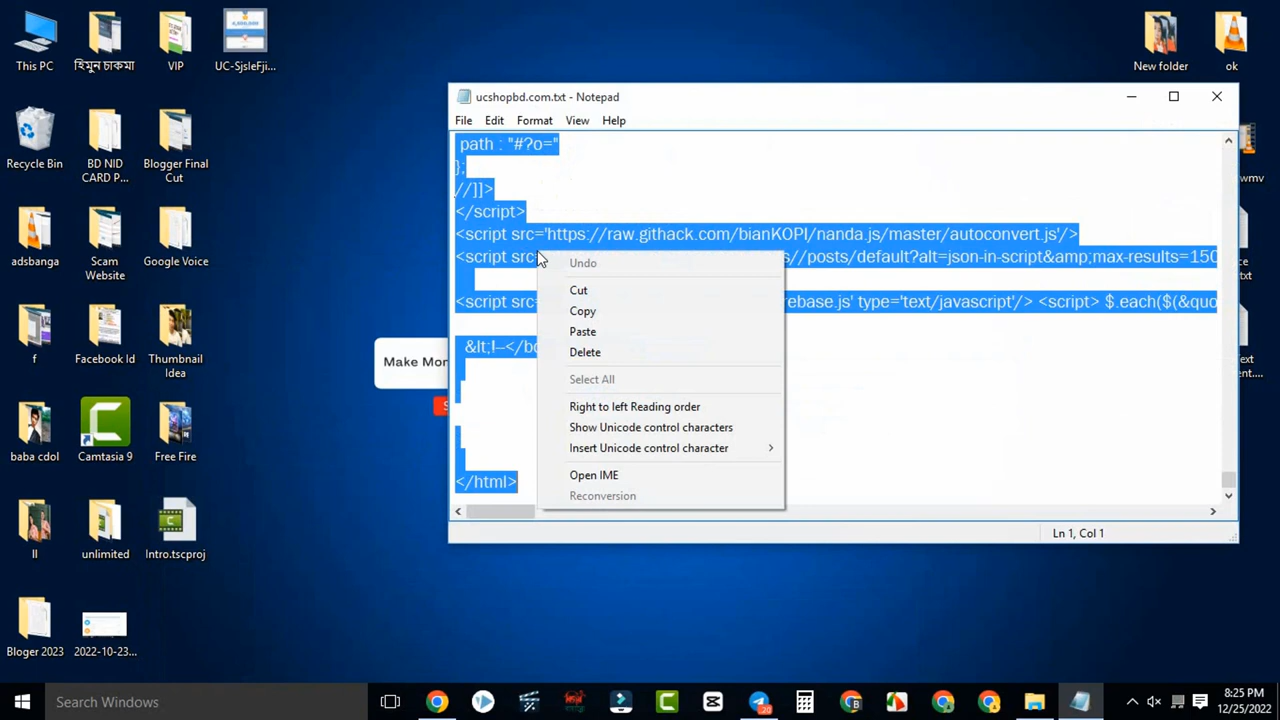 This PC
হিমুন চাকমা
VIP
UC-SjsleFji...
New folder
ok
Recycle Bin
BD NID
CARD P...
Blogger Final
Cut
wmv
adsbanga
Scam
Website
Google Voice
f
Facebook Id
Thumbnail
Idea
baba cdol
Camtasia 9
Free Fire
ll
unlimited
Intro.tscproj
Bloger 2023
2022-10-23...
Make Mon
ucshopbd.com.txt - Notepad
File Edit Format View Help
path : "#?o="
};
//]]>
</script>
<script src='https://raw.githack.com/bianKOPI/nanda.js/master/autoconvert.js'/>
<script src= s//posts/default?alt=json-in-script&amp;max-results=150
<script src= rebase.js' type='text/javascript'/> <script> $.each($(&quo
&lt;!--</bo
</html>
Undo
Cut
Copy
Paste
Delete
Select All
Right to left Reading order
Show Unicode control characters
Insert Unicode control character
Open IME
Reconversion
Ln 1, Col 1
Search Windows
20
8:25 PM
12/25/2022